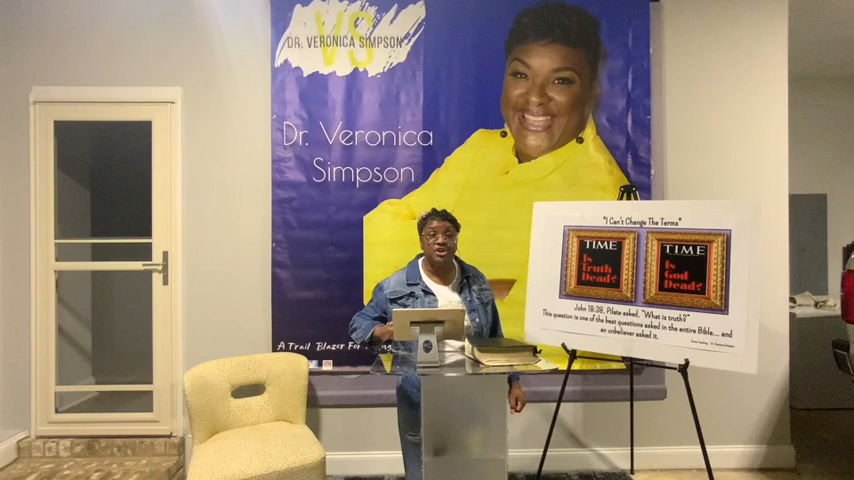 VS
DR. VERONICA SIMPSON
Dr. Veronica
Simpson
A Trail Blazer For
"I Can't Change The Terms"
TIME
Is
Truth
Dead?
TIME
Is
God
Dead?
John 18:38, Pilate asked, "What is truth?"
This question is one of the best questions asked in the entire Bible... and
an unbeliever asked it.